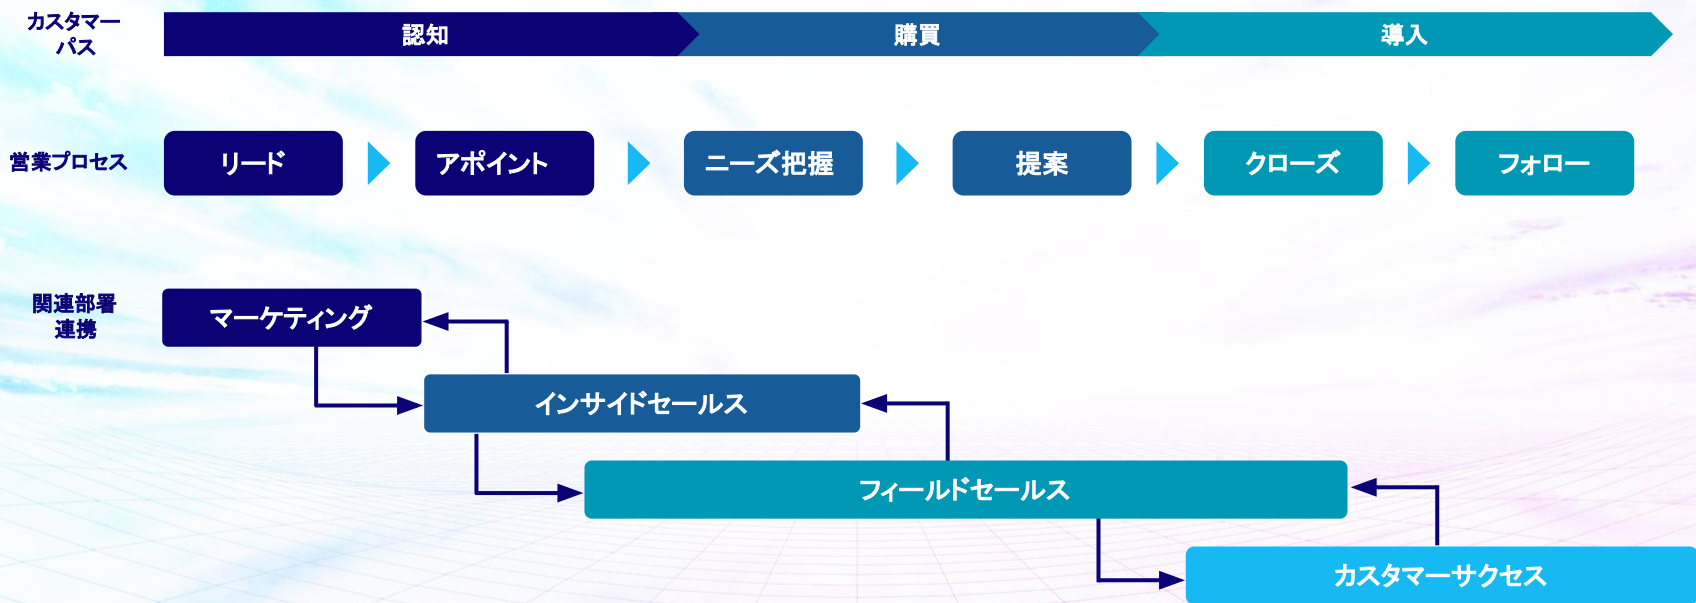 カスタマー
パス
認知
購買
導入
営業プロセス
リード
アポイント
ニーズ把握
提案
クローズ
フォロー
関連部署
連携
マーケティング
インサイドセールス
フィールドセールス
カスタマーサクセス